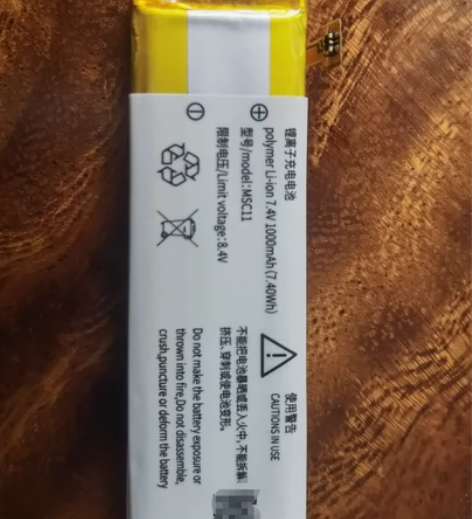 锂离子充电电池
polymer Li-ion 7.4V 1000mAh (7.40Wh)
型号/model:MSC11
限制电压/Limit voltage:8.4V
使用警告
CAUTIONS IN USE
不能把电池暴晒或丢入火中,不能拆解、
挤压、穿刺或使电池变形。
Do not make the battery exposure or
thrown into fire,Do not disassemble,
crush,puncture or deform the battery